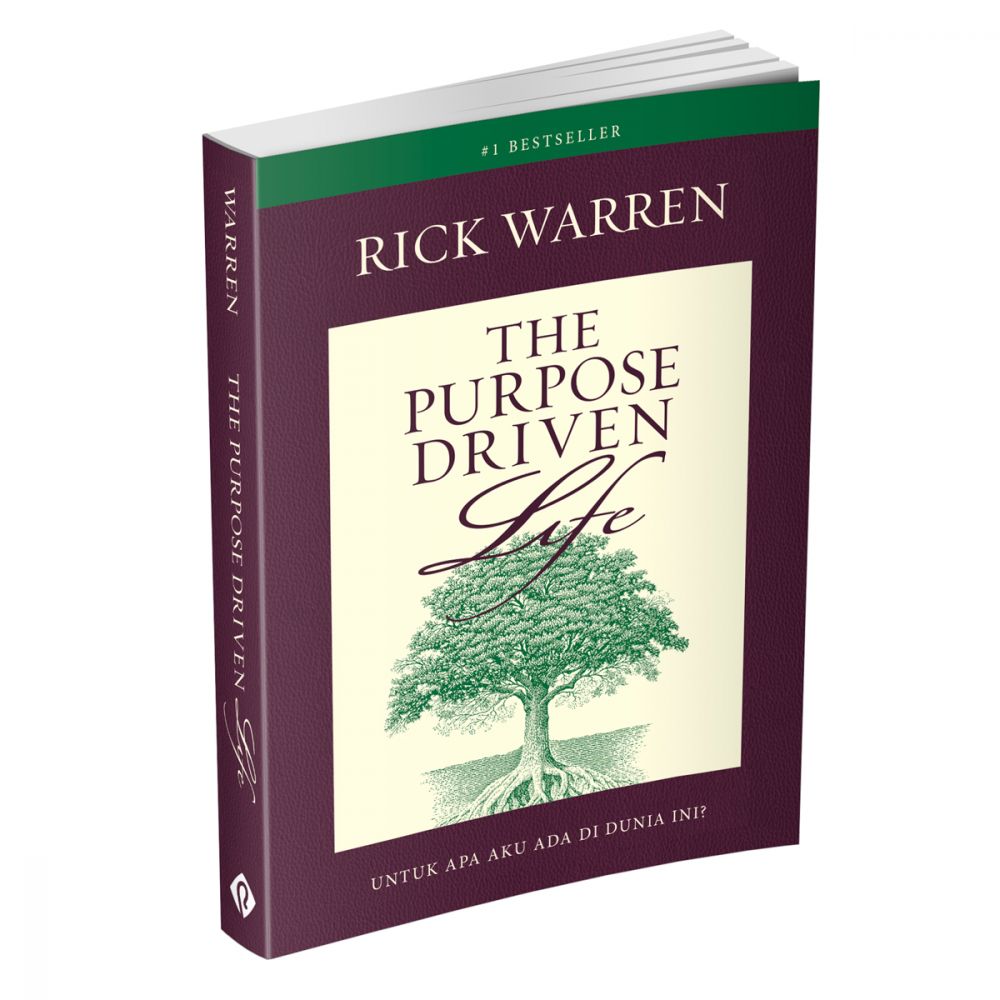 #1 BESTSELLER
RICK WARREN
THE
PURPOSE
DRIVEN
Life
UNTUK APA AKU ADA DI DUNIA INI?
WARREN THE PURPOSE DRIVEN Life